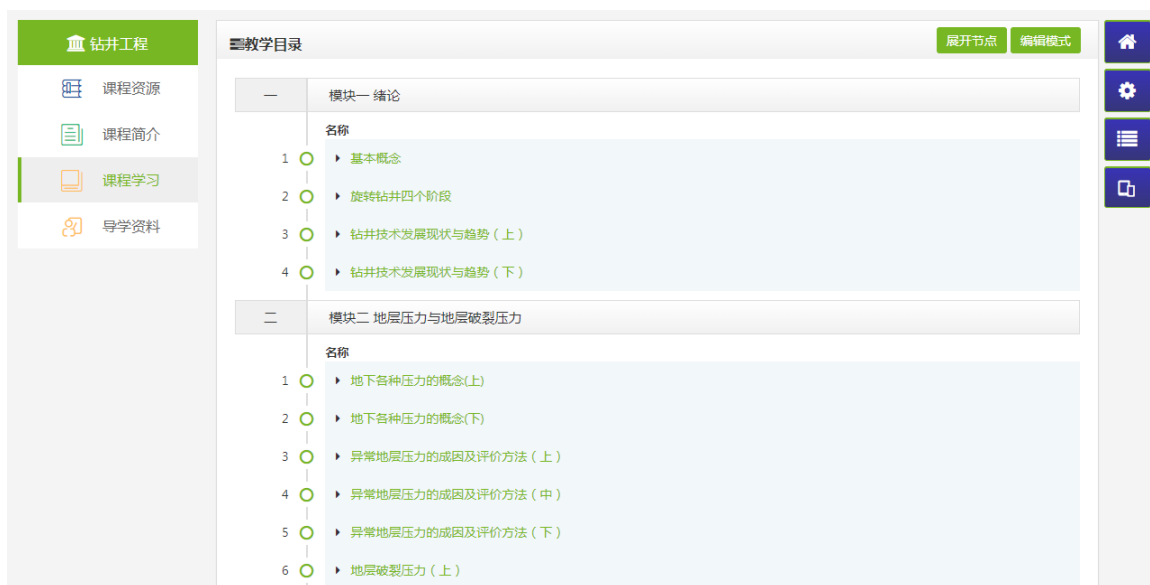 钻井工程
课程资源
课程简介
课程学习
导学资料
教学目录
展开节点 编辑模式
一 模块一 绪论
名称
1 基本概念
2 旋转钻井四个阶段
3 钻井技术发展现状与趋势（上）
4 钻井技术发展现状与趋势（下）
二 模块二 地层压力与地层破裂压力
名称
1 地下各种压力的概念(上)
2 地下各种压力的概念(下)
3 异常地层压力的成因及评价方法（上）
4 异常地层压力的成因及评价方法（中）
5 异常地层压力的成因及评价方法（下）
6 地层破裂压力（上）